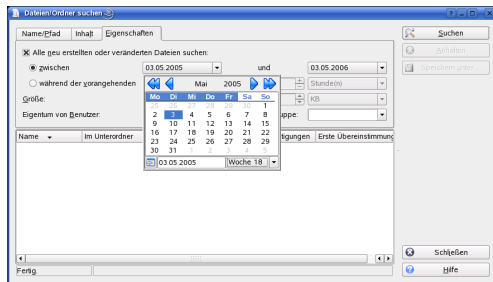 Dateien/Ordner suchen
Name/Pfad Inhalt Eigenschaften
Suchen
Alle neu erstellten oder veränderten Dateien suchen:
Anhalten
zwischen 03.05.2005 und 03.05.2006
Speichern unter...
während der vorangehenden Stunde(n)
Größe: KB
Eigentum von Benutzer: uppe:
Mai 2005
Mo Di Mi Do Fr Sa So
25 26 27 28 29 30 1
2 3 4 5 6 7 8
9 10 11 12 13 14 15
16 17 18 19 20 21 22
23 24 25 26 27 28 29
30 31 1 2 3 4 5
03.05.2005 Woche 18
Name Im Unterordner tigungen Erste Übereinstimmung
Schließen
Fertig. Hilfe